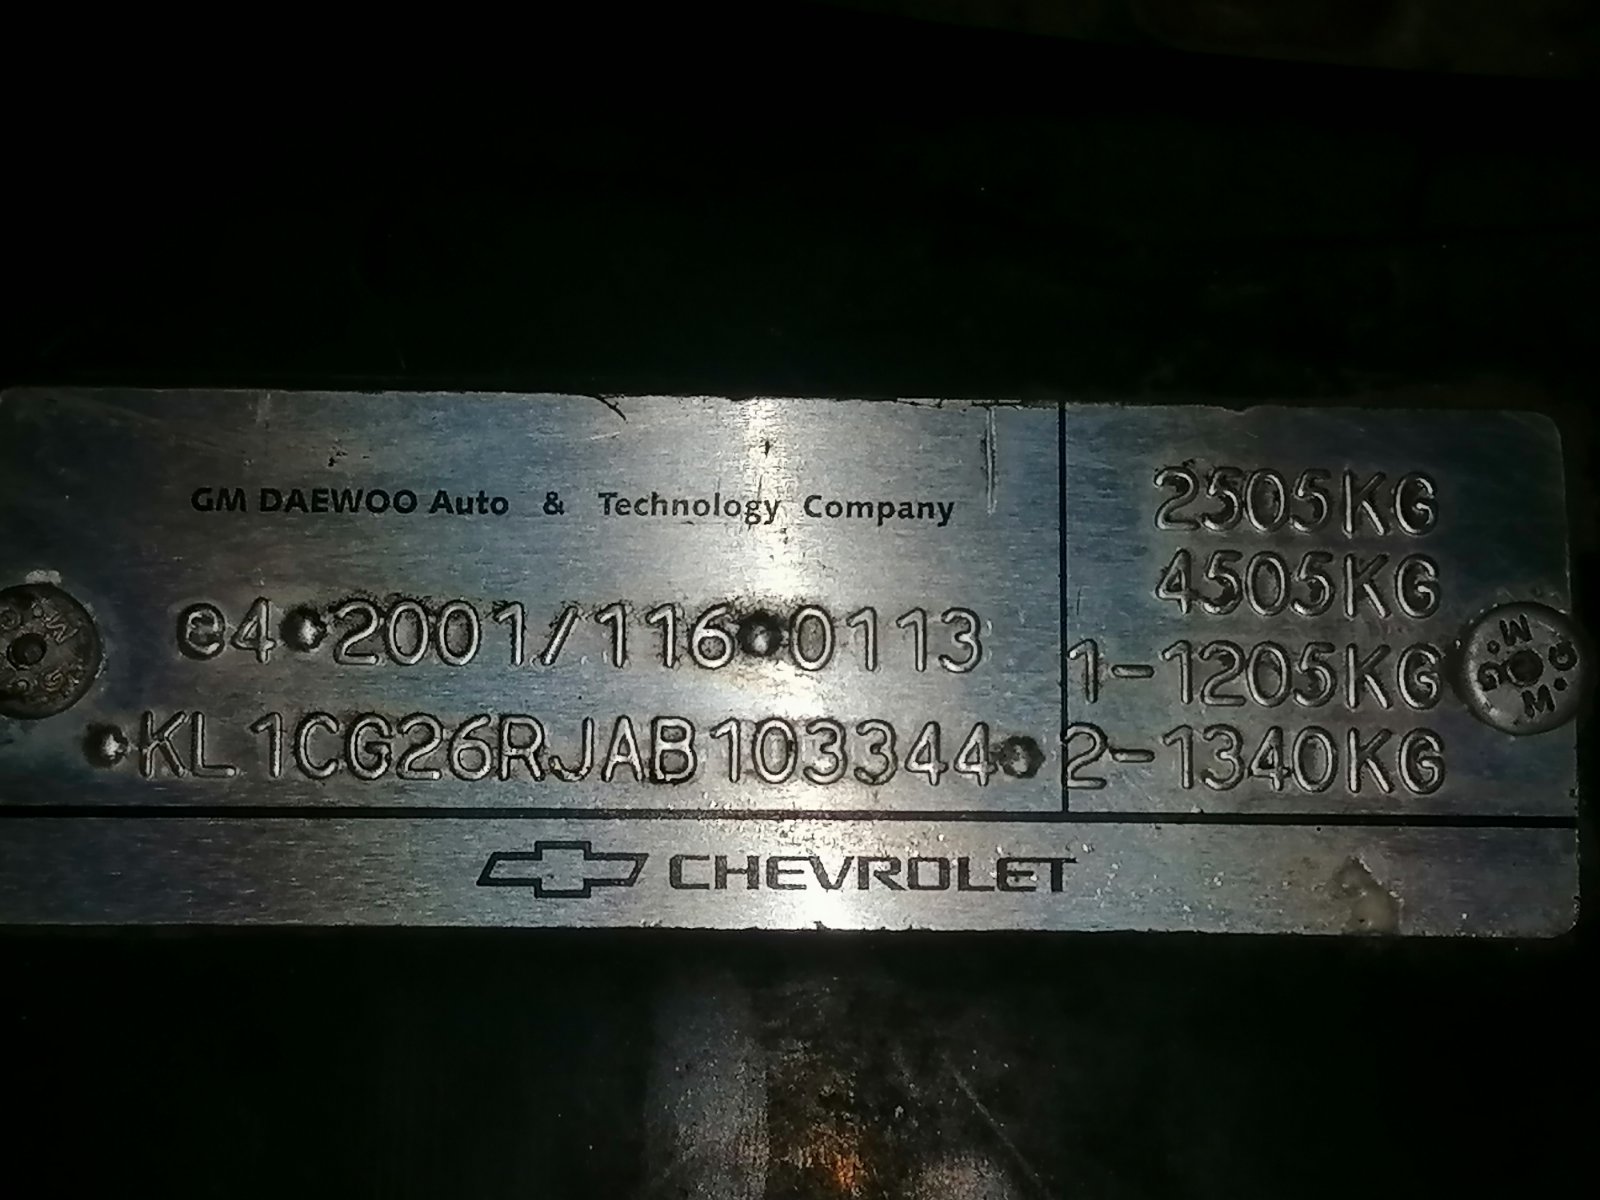 GM DAEWOO Auto & Technology Company
e4•2001/116•0113
•KL1CG26RJAB103344•
2505KG
4505KG
1-1205KG
2-1340KG
CHEVROLET
G.M.
G.M.